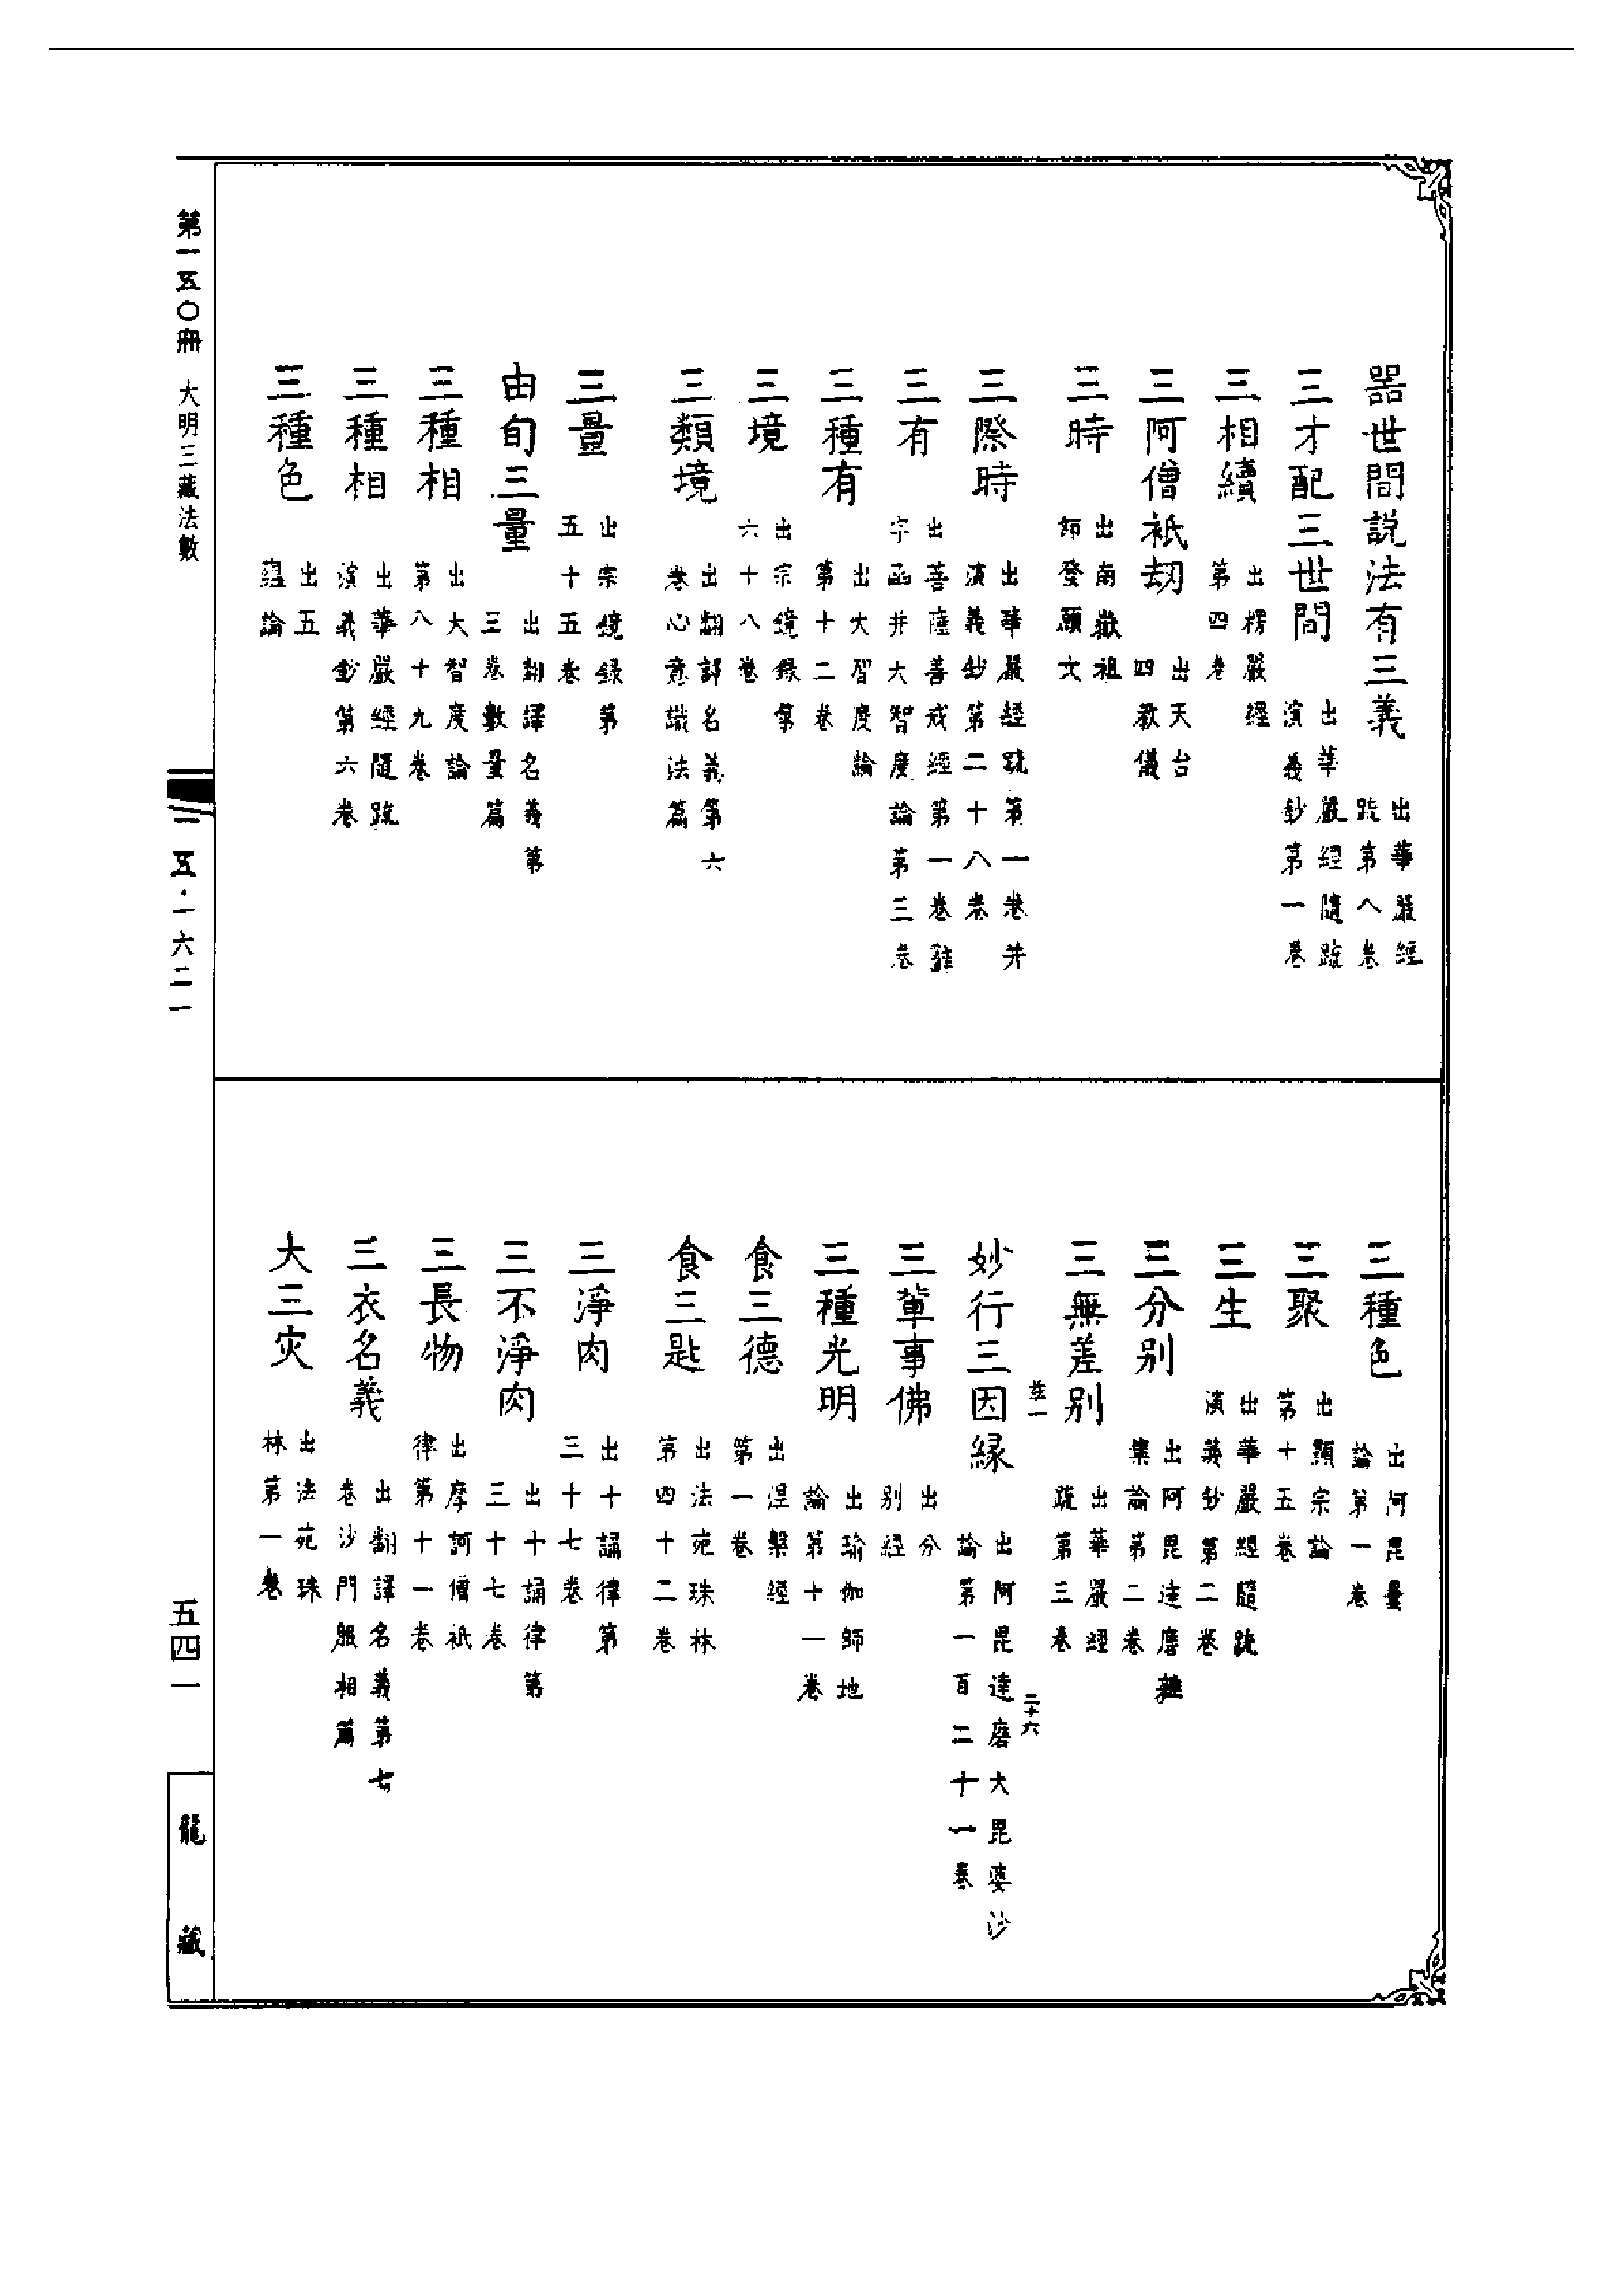 器世間説法有三義 出華嚴經疏第八卷
三才配三世間 出華嚴經隨疏演義鈔第一卷
三相續 出楞嚴經第四卷
三阿僧祇劫 出天台四教儀
三時 出南嶽祖師發願文
三際時 出華嚴經疏第一卷并演義鈔第二十八卷
三有 出菩薩善戒經第一卷雖字函并大智度論第三卷
三種有 出大智度論第十二卷
三境 出宗鏡錄第六十八卷
三類境 出翻譯名義第六卷心意識法篇
三量 出宗鏡録第五十五卷
由旬三量 出翻譯名義第三卷數量篇
三種相 出大智度論第八十九卷
三種相 出華嚴經隨疏演義鈔第六卷
三種色 出五蘊論
三種色 出阿毘曇論第一卷
三聚 出顯宗論第十五卷
三生 出華嚴經隨疏演義鈔第二卷
三分别 出阿毘達磨雜集論第二卷
三無差别 出華嚴經疏第三卷
二十六
妙行三因縁 出阿毘達磨大毘婆沙論第一百二十一卷
三葷事佛 出分别經
三種光明 出瑜伽師地論第十一卷
食三德 出涅槃經第一卷
食三匙 出法苑珠林第四十二卷
三淨肉 出十誦律第三十七卷
三不淨肉 出十誦律第三十七卷
三長物 出摩訶僧祇律第十一卷
三衣名義 出翻譯名義第七卷沙門服相篇
大三灾 出法苑珠林第一卷
第一五〇冊 大明三藏法數
五·一六二一
五四一
龍藏